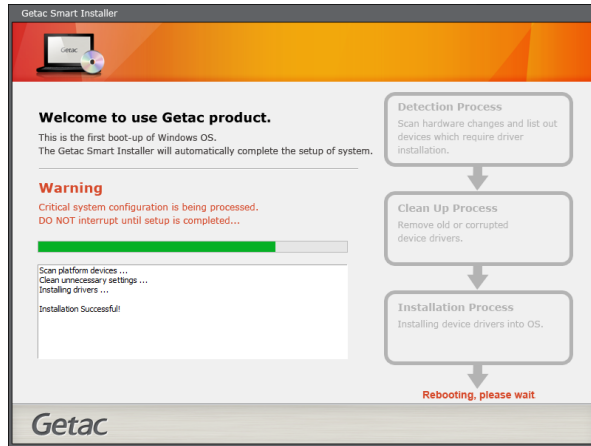 Getac Smart Installer
Getac
Welcome to use Getac product.
This is the first boot-up of Windows OS.
The Getac Smart Installer will automatically complete the setup of system.
Warning
Critical system configuration is being processed.
DO NOT interrupt until setup is completed...
Scan platform devices ...
Clean unnecessary settings ...
Installing drivers ...
Installation Successful!
Detection Process
Scan hardware changes and list out
devices which require driver
installation.
Clean Up Process
Remove old or corrupted
device drivers.
Installation Process
Installing device drivers into OS.
Rebooting, please wait
Getac